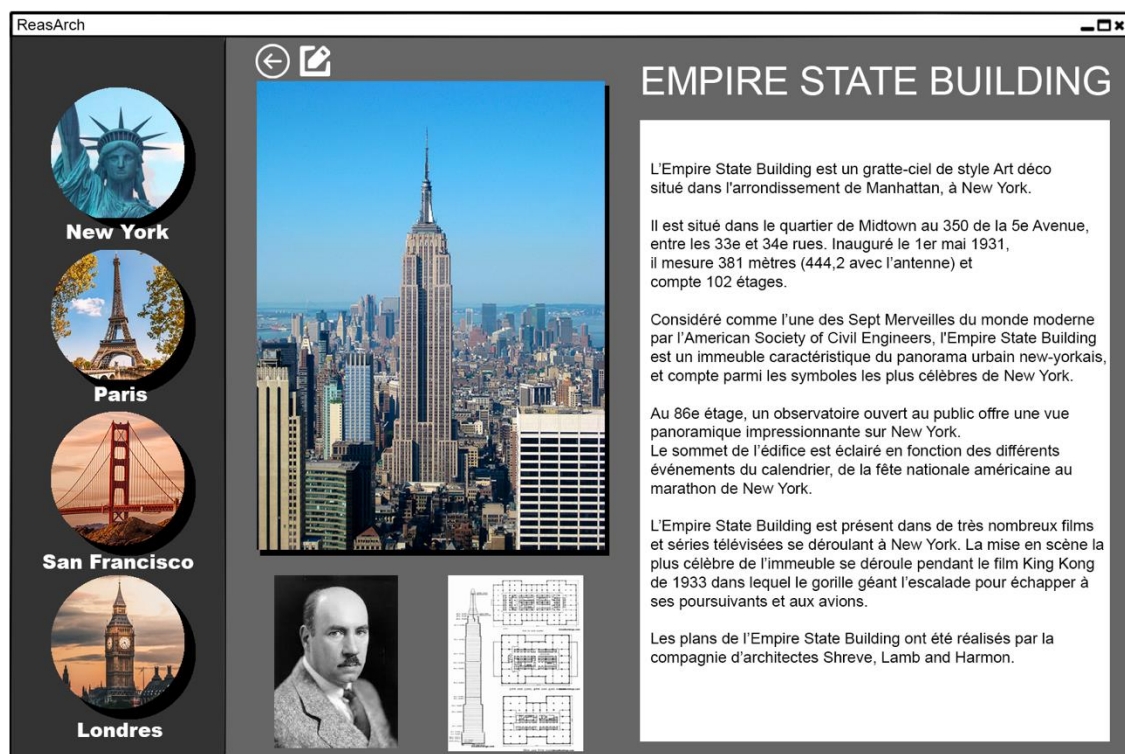 ReasArch
New York
Paris
San Francisco
Londres
EMPIRE STATE BUILDING
L'Empire State Building est un gratte-ciel de style Art déco
situé dans l'arrondissement de Manhattan, à New York.
Il est situé dans le quartier de Midtown au 350 de la 5e Avenue,
entre les 33e et 34e rues. Inauguré le 1er mai 1931,
il mesure 381 mètres (444,2 avec l'antenne) et
compte 102 étages.
Considéré comme l'une des Sept Merveilles du monde moderne
par l'American Society of Civil Engineers, l'Empire State Building
est un immeuble caractéristique du panorama urbain new-yorkais,
et compte parmi les symboles les plus célèbres de New York.
Au 86e étage, un observatoire ouvert au public offre une vue
panoramique impressionnante sur New York.
Le sommet de l'édifice est éclairé en fonction des différents
événements du calendrier, de la fête nationale américaine au
marathon de New York.
L'Empire State Building est présent dans de très nombreux films
et séries télévisées se déroulant à New York. La mise en scène la
plus célèbre de l'immeuble se déroule pendant le film King Kong
de 1933 dans lequel le gorille géant l'escalade pour échapper à
ses poursuivants et aux avions.
Les plans de l'Empire State Building ont été réalisés par la
compagnie d'architectes Shreve, Lamb and Harmon.